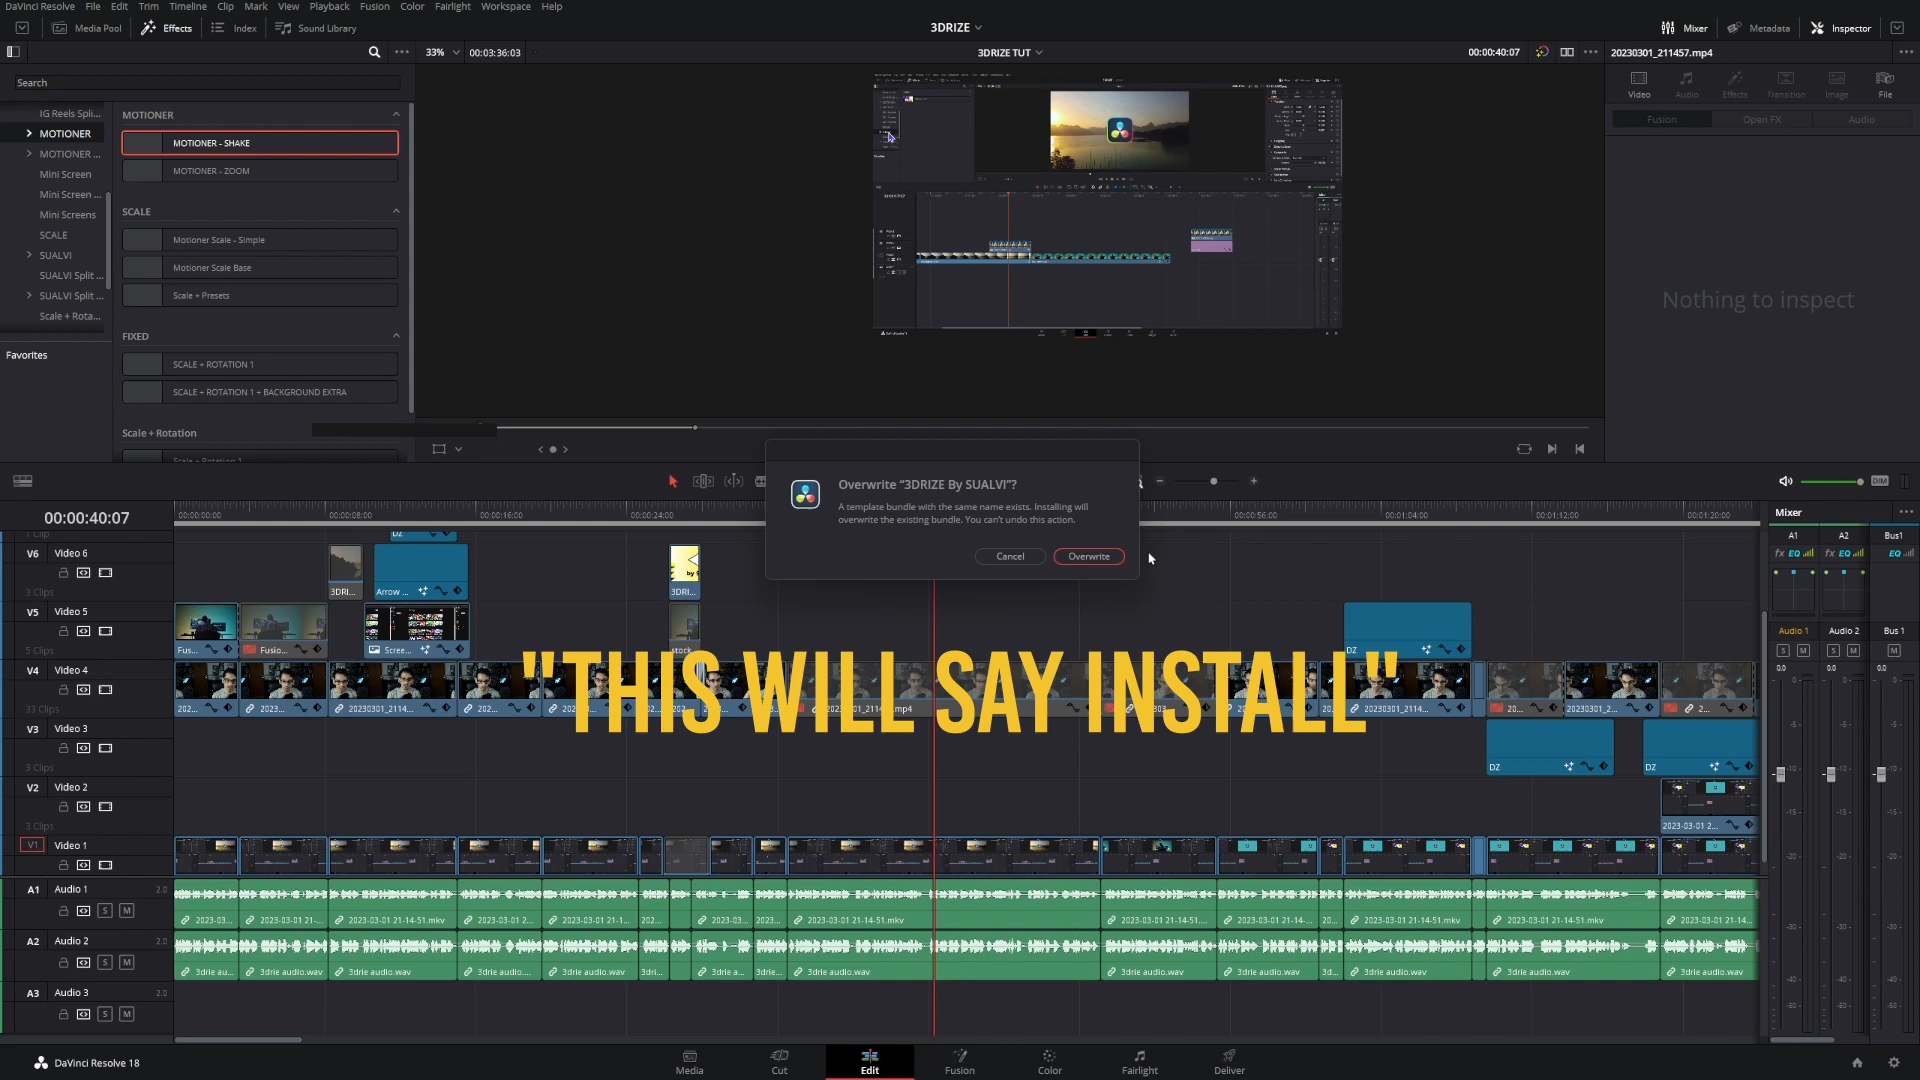 DaVinci Resolve File Edit Trim Timeline Clip Mark View Playback Fusion Color Fairlight Workspace Help
Media Pool Effects Index Sound Library 3DRIZE Mixer Metadata Inspector
33% 00:03:36:03 3DRIZE TUT 00:00:40:07 20230301_211457.mp4
Search
Video Audio Effects Transition Image File
Fusion Open FX Audio
IG Reels Spli...
MOTIONER
MOTIONER ...
Mini Screen
Mini Screen ...
Mini Screens
SCALE
SUALVI
SUALVI Split ...
SUALVI Split ...
Scale + Rota...
Favorites
MOTIONER
MOTIONER - SHAKE
MOTIONER - ZOOM
SCALE
Motioner Scale - Simple
Motioner Scale Base
Scale + Presets
FIXED
SCALE + ROTATION 1
SCALE + ROTATION 1 + BACKGROUND EXTRA
Scale + Rotation
Scale + Rotation 1
Nothing to inspect
Overwrite “3DRIZE By SUALVI”?
A template bundle with the same name exists. Installing will
overwrite the existing bundle. You can’t undo this action.
Cancel Overwrite
DIM
00:00:40:07
00:00:00:00 00:00:08:00 00:00:16:00 00:00:24:00 00:00:56:00 00:01:04:00 00:01:12:00 00:01:20:00
Mixer
A1 A2 Bus1
fx EQ fx EQ EQ
1 Clip DZ
V6 Video 6
3 Clips 3DRI... Arrow ... 3DRI...
V5 Video 5
5 Clips Fus... Fusio... Scree... stock DZ
Audio 1 Audio 2 Bus 1
S M S M M
0.0 0.0 0.0
"THIS WILL SAY INSTALL"
V4 Video 4
33 Clips 202... 2023... 20230301_2114... 202... 20230301_2114... 20... 20230301_2... 2...
V3 Video 3
3 Clips DZ DZ
V2 Video 2
3 Clips 2023-03-01 2...
V1 Video 1
A1 Audio 1 2.0
S M 2023-03... 2023-03-01 21-... 2023-03-01 21-14-51.mkv 2023-03-01 2... 2023-03-01 21-1... 202... 2023-03... 2023... 2023-03-01 21-14-51.mkv 2023-03-01 21-14-51.... 2023-03-01 21-14-... 20... 2023-03-01 21-14-51.mkv 2023-03-01 21-14-51.mkv 2023-03-01 21-14...
A2 Audio 2 2.0
S M 3drie au... 3drie audio.wav 3drie audio.wav 3drie audio.... 3drie audio.wav 3dri... 3drie a... 3drie... 3drie audio.wav 3drie audio.wav 3drie audio.wav 3d... 3drie audio.wav 3drie audio.wav 3drie audio.wav
A3 Audio 3 2.0
S M
DaVinci Resolve 18
Media Cut Edit Fusion Color Fairlight Deliver